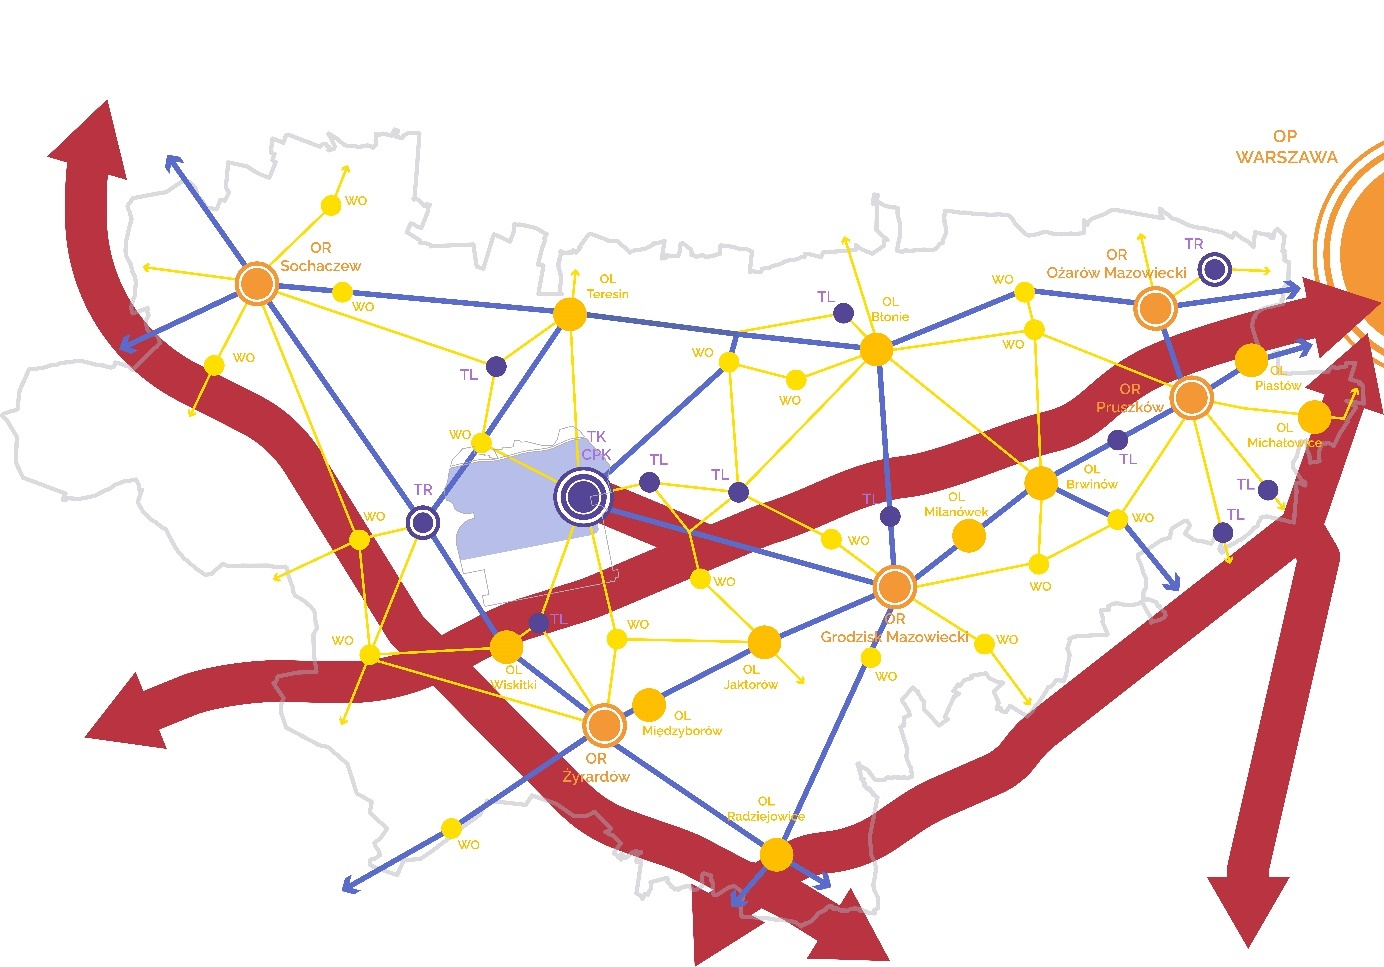 OP
WARSZAWA
WO
OR
Sochaczew
TR
OR
Ożarów Mazowiecki
OL
Teresin
WO
WO
TL
OL
Błonie
WO
WO
WO
TL
WO
OR
Pruszków
OL
Piastów
WO
OL
Michałowice
TK
CPK
TL
TL
TL
OL
Brwinów
TL
TR
TL
OL
Milanówek
WO
WO
TL
WO
WO
WO
TL
WO
WO
OR
Grodzisk Mazowiecki
WO
OL
Wiskitki
OL
Jaktorów
WO
OL
Międzyborów
OR
Żyrardów
OL
Radziejowice
WO